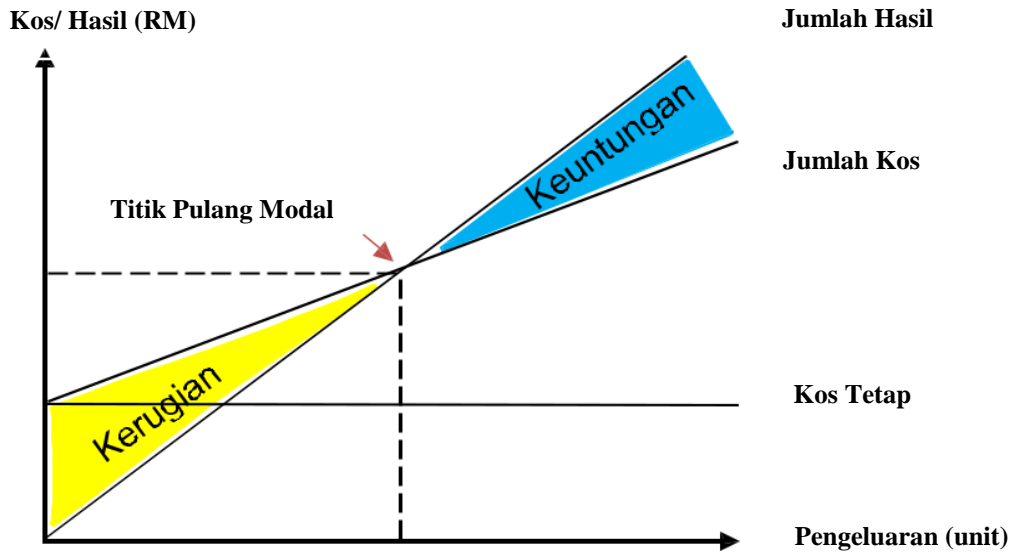 Kos/ Hasil (RM)
Jumlah Hasil
Keuntungan
Jumlah Kos
Titik Pulang Modal
Kerugian
Kos Tetap
Pengeluaran (unit)